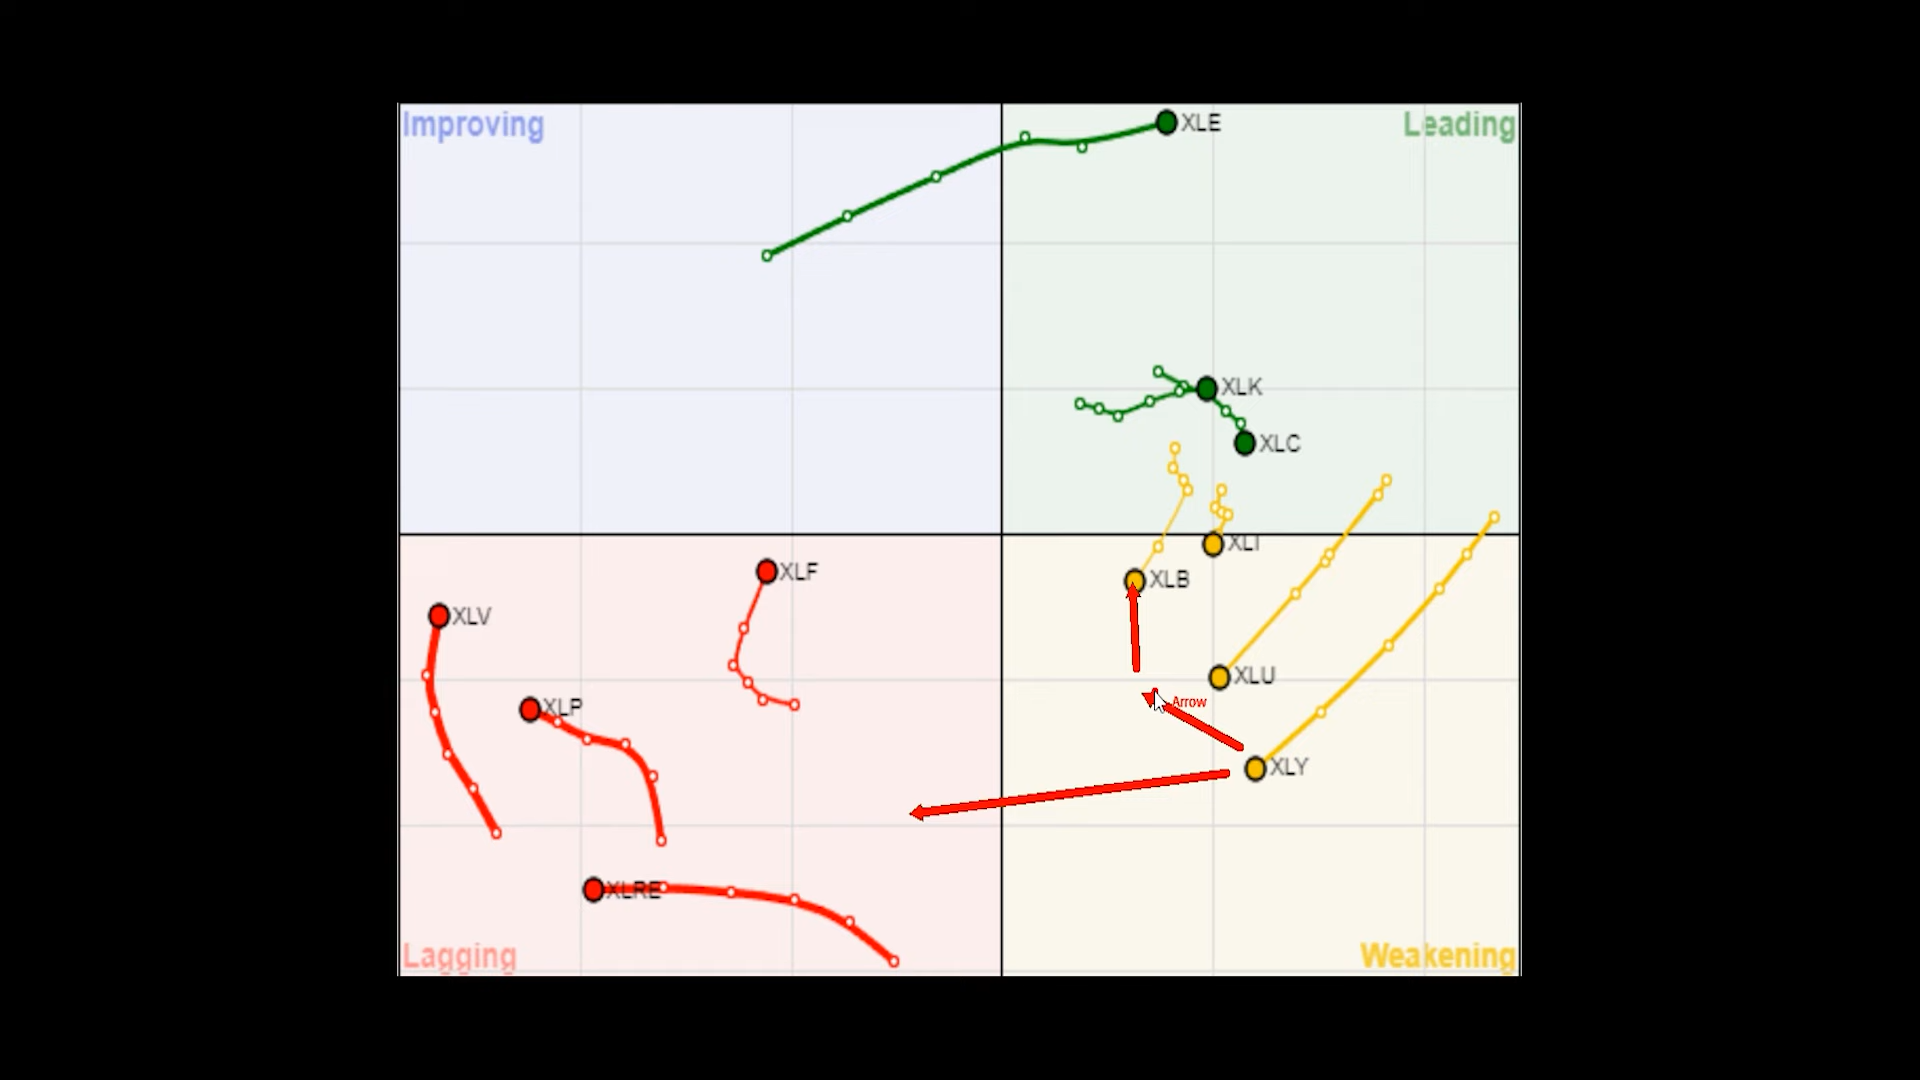 Improving
Leading
XLE
XLK
XLC
XLI
XLF
XLB
XLV
XLU
XLP
Arrow
XLY
XLRE
Lagging
Weakening